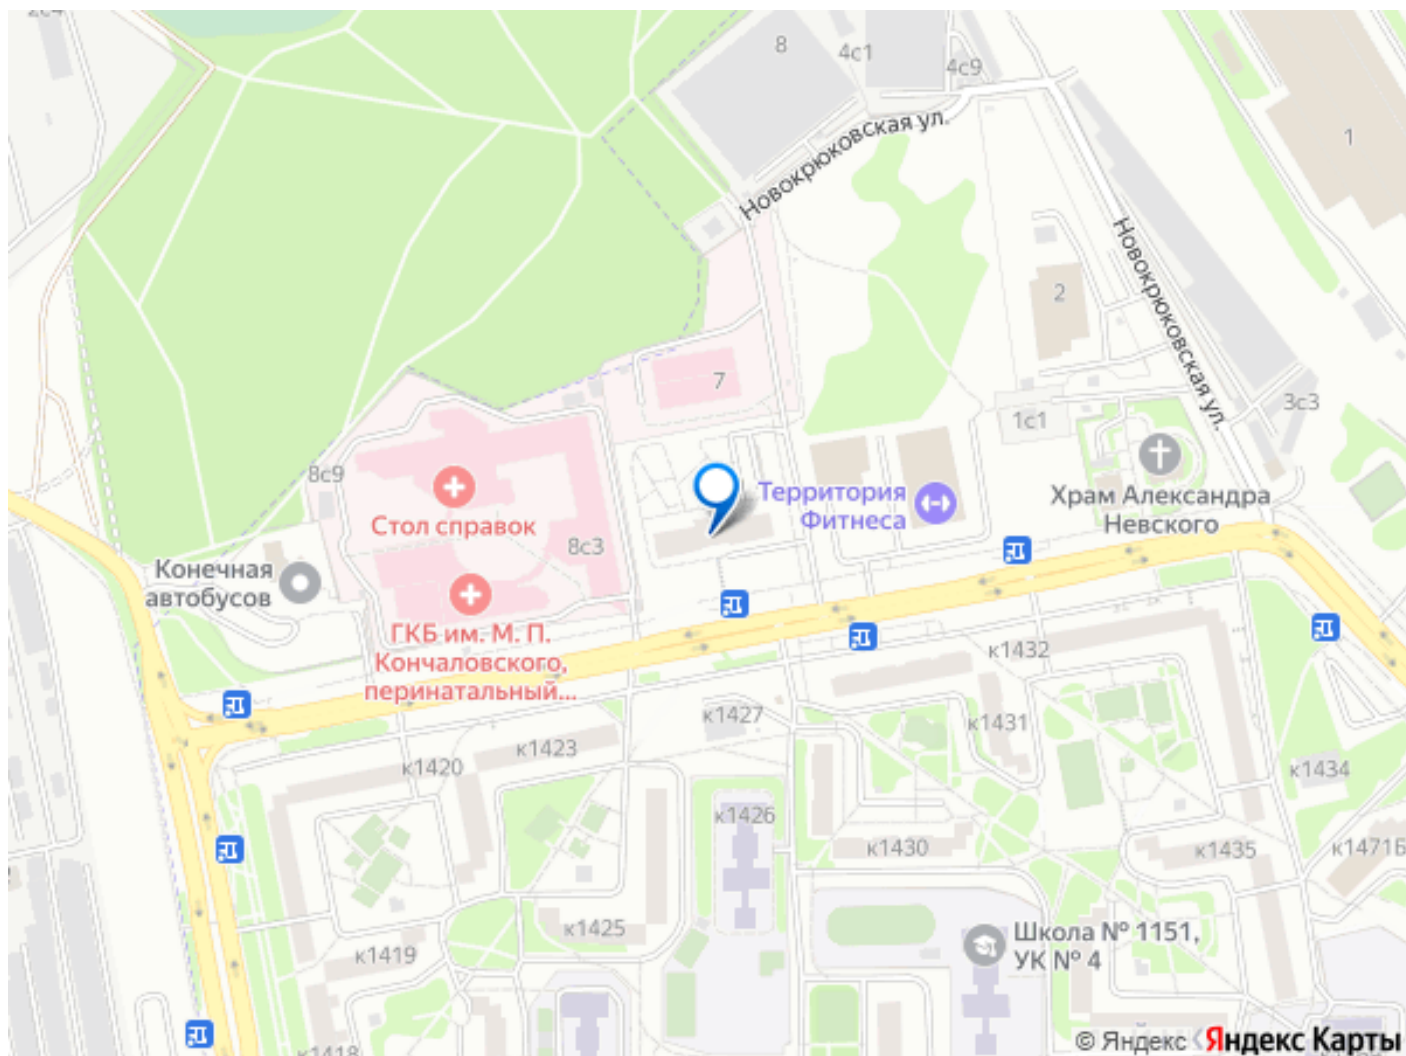 8
4с1
4с9
1
Новокрюковская ул.
Новокрюковская ул.
2
7
1с1
3с3
8с9
Стол справок
8с3
Территория
Фитнеса
Храм Александра
Невского
Конечная
автобусов
ГКБ им. М. П.
Кончаловского,
перинатальный...
к1432
к1427
к1431
к1423
к1420
к1434
к1426
к1430
к1435
к1471Б
к1425
к1419
Школа № 1151,
УК № 4
к1418
© Яндекс
Яндекс Карты